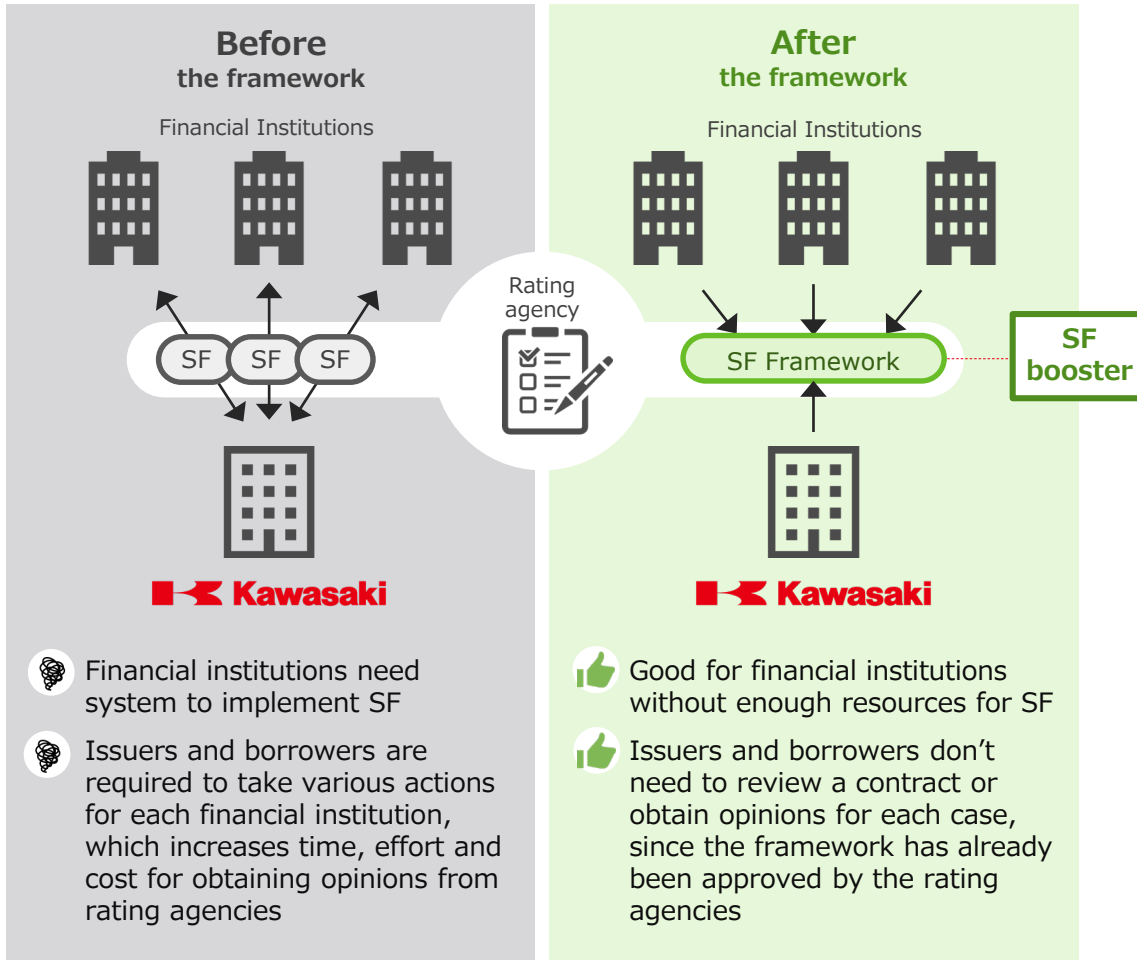 Before
the framework
Financial Institutions
SF
SF
SF
Kawasaki
Financial institutions need
system to implement SF
Issuers and borrowers are
required to take various actions
for each financial institution,
which increases time, effort and
cost for obtaining opinions from
rating agencies
Rating
agency
After
the framework
Financial Institutions
SF Framework
SF
booster
Kawasaki
Good for financial institutions
without enough resources for SF
Issuers and borrowers don’t
need to review a contract or
obtain opinions for each case,
since the framework has already
been approved by the rating
agencies